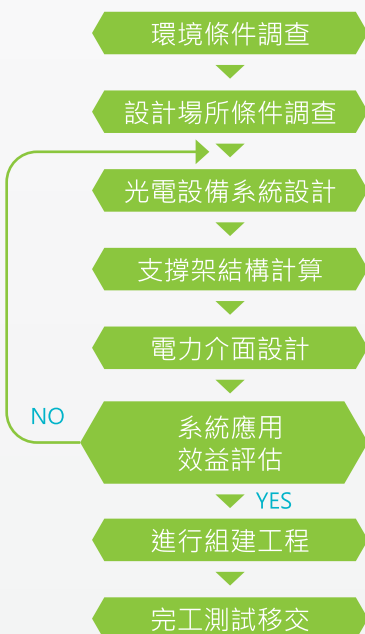 環境條件調查
設計場所條件調查
光電設備系統設計
支撐架結構計算
電力介面設計
系統應用
效益評估
NO
YES
進行組建工程
完工測試移交